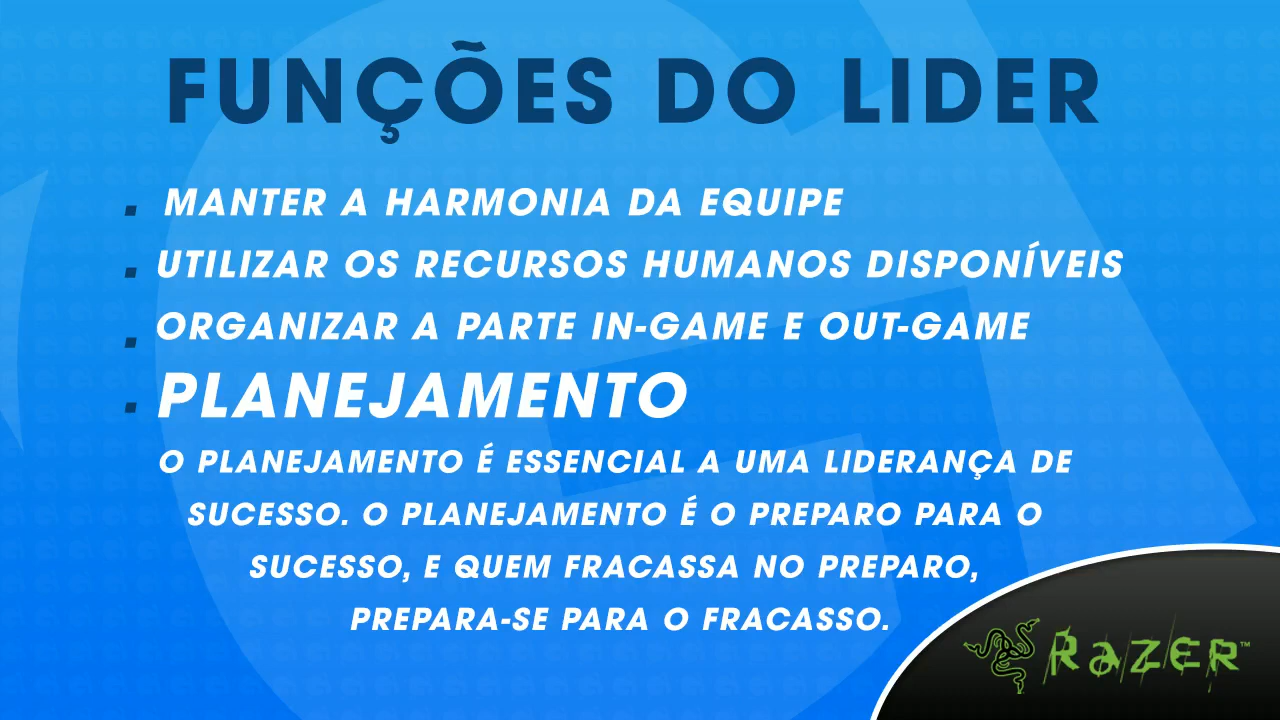 FUNÇÕES DO LIDER
. MANTER A HARMONIA DA EQUIPE
. UTILIZAR OS RECURSOS HUMANOS DISPONÍVEIS
. ORGANIZAR A PARTE IN-GAME E OUT-GAME
. PLANEJAMENTO
O PLANEJAMENTO É ESSENCIAL A UMA LIDERANÇA DE
SUCESSO. O PLANEJAMENTO É O PREPARO PARA O
SUCESSO, E QUEM FRACASSA NO PREPARO,
PREPARA-SE PARA O FRACASSO.
RAZER™